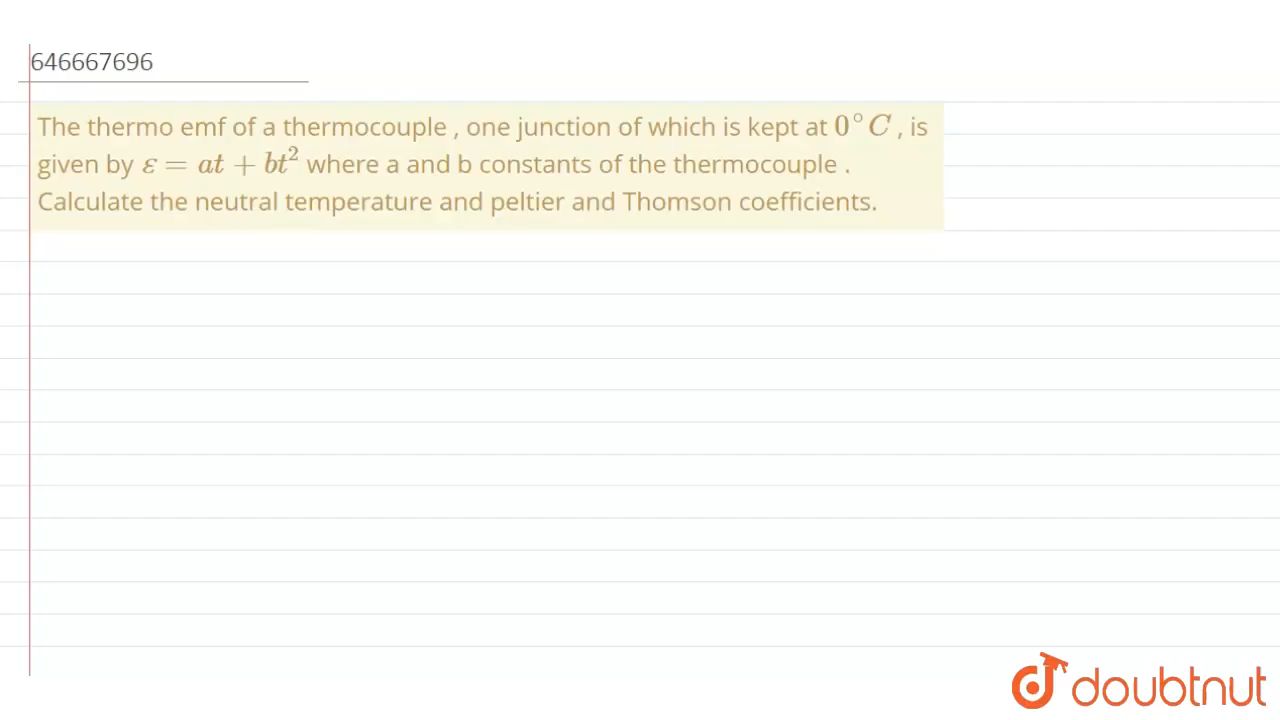 646667696
The thermo emf of a thermocouple , one junction of which is kept at 0°C , is
given by ε = at + bt² where a and b constants of the thermocouple .
Calculate the neutral temperature and peltier and Thomson coefficients.
doubtnut